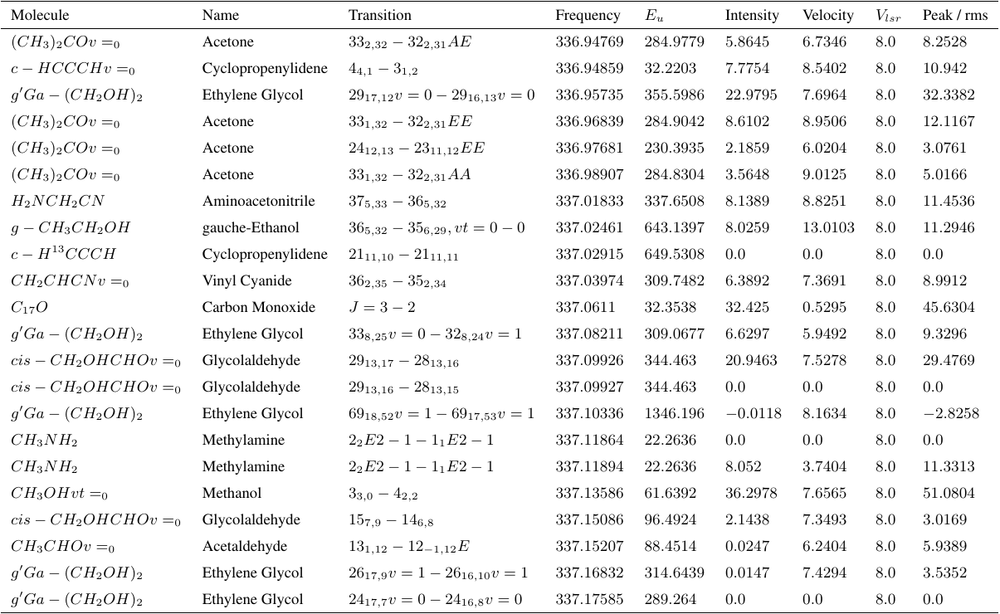 Molecule Name Transition Frequency E_u Intensity Velocity V_{lsr} Peak / rms
(CH_3)_2COv =_0 Acetone 33_{2,32} − 32_{2,31}AE 336.94769 284.9779 5.8645 6.7346 8.0 8.2528
c − HCCCHv =_0 Cyclopropenylidene 4_{4,1} − 3_{1,2} 336.94859 32.2203 7.7754 8.5402 8.0 10.942
g′Ga − (CH_2OH)_2 Ethylene Glycol 29_{17,12}v = 0 − 29_{16,13}v = 0 336.95735 355.5986 22.9795 7.6964 8.0 32.3382
(CH_3)_2COv =_0 Acetone 33_{1,32} − 32_{2,31}EE 336.96839 284.9042 8.6102 8.9506 8.0 12.1167
(CH_3)_2COv =_0 Acetone 24_{12,13} − 23_{11,12}EE 336.97681 230.3935 2.1859 6.0204 8.0 3.0761
(CH_3)_2COv =_0 Acetone 33_{1,32} − 32_{2,31}AA 336.98907 284.8304 3.5648 9.0125 8.0 5.0166
H_2NCH_2CN Aminoacetonitrile 37_{5,33} − 36_{5,32} 337.01833 337.6508 8.1389 8.8251 8.0 11.4536
g − CH_3CH_2OH gauche-Ethanol 36_{5,32} − 35_{6,29}, vt = 0 − 0 337.02461 643.1397 8.0259 13.0103 8.0 11.2946
c − H^{13}CCCH Cyclopropenylidene 21_{11,10} − 21_{11,11} 337.02915 649.5308 0.0 0.0 8.0 0.0
CH_2CHCNv =_0 Vinyl Cyanide 36_{2,35} − 35_{2,34} 337.03974 309.7482 6.3892 7.3691 8.0 8.9912
C_{17}O Carbon Monoxide J = 3 − 2 337.0611 32.3538 32.425 0.5295 8.0 45.6304
g′Ga − (CH_2OH)_2 Ethylene Glycol 33_{8,25}v = 0 − 32_{8,24}v = 1 337.08211 309.0677 6.6297 5.9492 8.0 9.3296
cis − CH_2OHCHOv =_0 Glycolaldehyde 29_{13,17} − 28_{13,16} 337.09926 344.463 20.9463 7.5278 8.0 29.4769
cis − CH_2OHCHOv =_0 Glycolaldehyde 29_{13,16} − 28_{13,15} 337.09927 344.463 0.0 0.0 8.0 0.0
g′Ga − (CH_2OH)_2 Ethylene Glycol 69_{18,52}v = 1 − 69_{17,53}v = 1 337.10336 1346.196 −0.0118 8.1634 8.0 −2.8258
CH_3NH_2 Methylamine 2_2E2 − 1 − 1_1E2 − 1 337.11864 22.2636 0.0 0.0 8.0 0.0
CH_3NH_2 Methylamine 2_2E2 − 1 − 1_1E2 − 1 337.11894 22.2636 8.052 3.7404 8.0 11.3313
CH_3OHvt =_0 Methanol 3_{3,0} − 4_{2,2} 337.13586 61.6392 36.2978 7.6565 8.0 51.0804
cis − CH_2OHCHOv =_0 Glycolaldehyde 15_{7,9} − 14_{6,8} 337.15086 96.4924 2.1438 7.3493 8.0 3.0169
CH_3CHOv =_0 Acetaldehyde 13_{1,12} − 12_{−1,12}E 337.15207 88.4514 0.0247 6.2404 8.0 5.9389
g′Ga − (CH_2OH)_2 Ethylene Glycol 26_{17,9}v = 1 − 26_{16,10}v = 1 337.16832 314.6439 0.0147 7.4294 8.0 3.5352
g′Ga − (CH_2OH)_2 Ethylene Glycol 24_{17,7}v = 0 − 24_{16,8}v = 0 337.17585 289.264 0.0 0.0 8.0 0.0